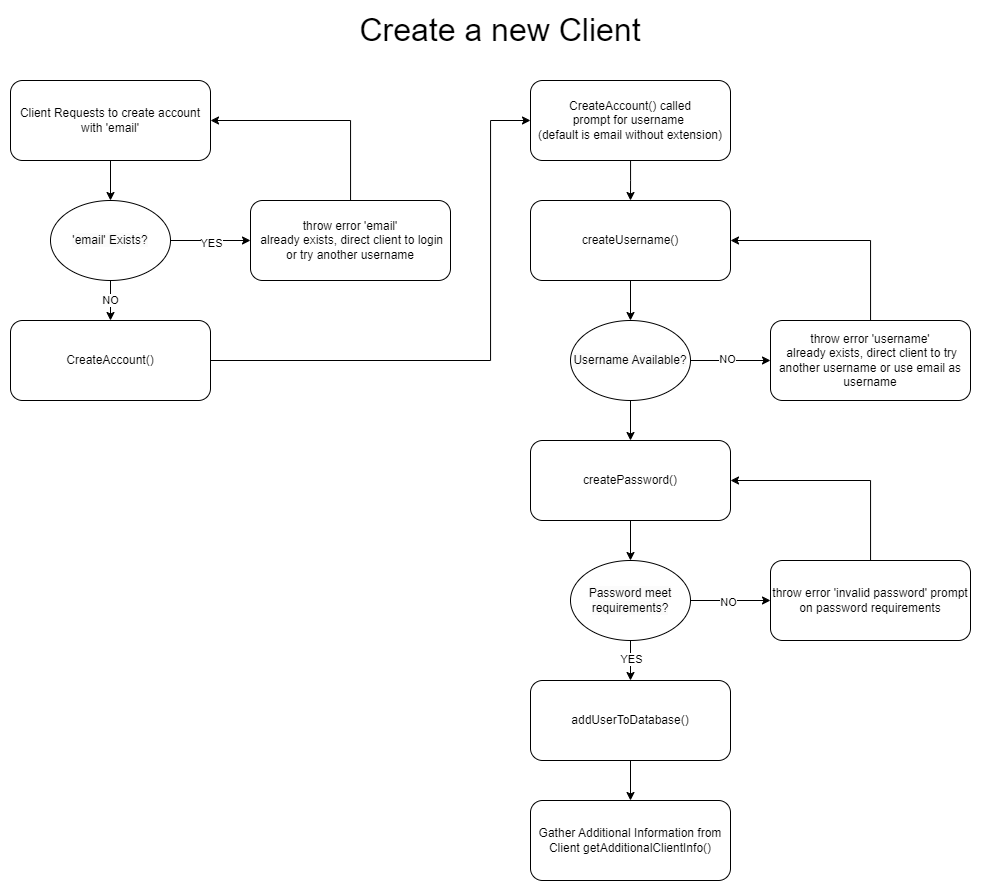 Create a new Client
Client Requests to create account
with 'email'
'email' Exists?
YES
throw error 'email'
already exists, direct client to login
or try another username
NO
CreateAccount()
CreateAccount() called
prompt for username
(default is email without extension)
createUsername()
Username Available?
NO
throw error 'username'
already exists, direct client to try
another username or use email as
username
createPassword()
Password meet
requirements?
NO
throw error 'invalid password' prompt
on password requirements
YES
addUserToDatabase()
Gather Additional Information from
Client getAdditionalClientInfo()